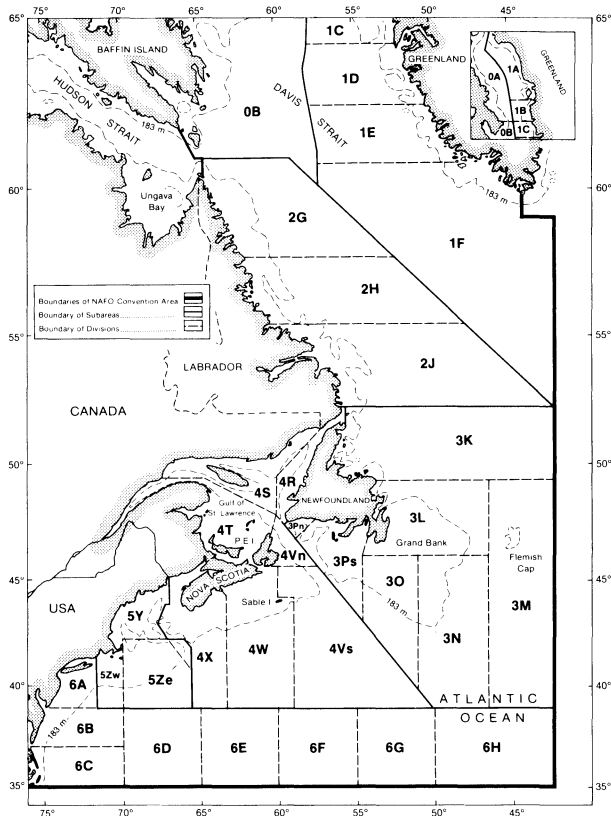 75°
70°
65°
60°
55°
50°
45°
65°
65°
BAFFIN ISLAND
1C
GREENLAND
0A
1A
1B
0B
1C
GREENLAND
HUDSON
STRAIT
183 m
0B
DAVIS
STRAIT
1D
1E
60°
60°
183 m
Ungava
Bay
2G
1F
2H
Boundaries of NAFO Convention Area
Boundary of Subareas
Boundary of Divisions
55°
55°
LABRADOR
2J
CANADA
3K
50°
50°
4S
4R
Gulf of
St. Lawrence
NEWFOUNDLAND
4T
P E I
3Pn
3L
Grand Bank
Flemish
Cap
4Vn
3Ps
45°
45°
NOVA SCOTIA
3O
183 m
3M
USA
Sable I
5Y
3N
4X
4W
4Vs
6A
5Zw
5Ze
40°
40°
ATLANTIC
OCEAN
183 m
6B
6C
6D
6E
6F
6G
6H
35°
35°
75°
70°
65°
60°
55°
50°
45°